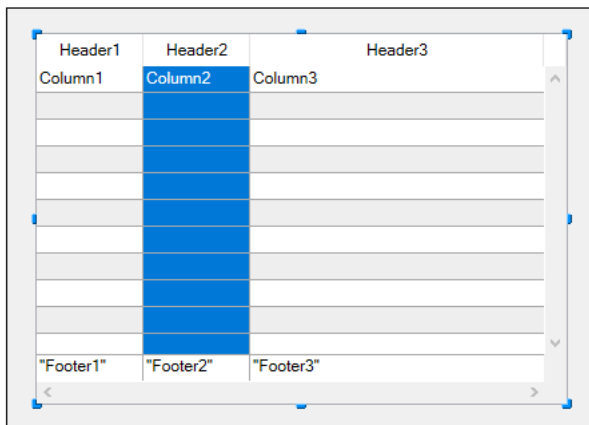 Header1 Header2 Header3
Column1 Column2 Column3
"Footer1" "Footer2" "Footer3"